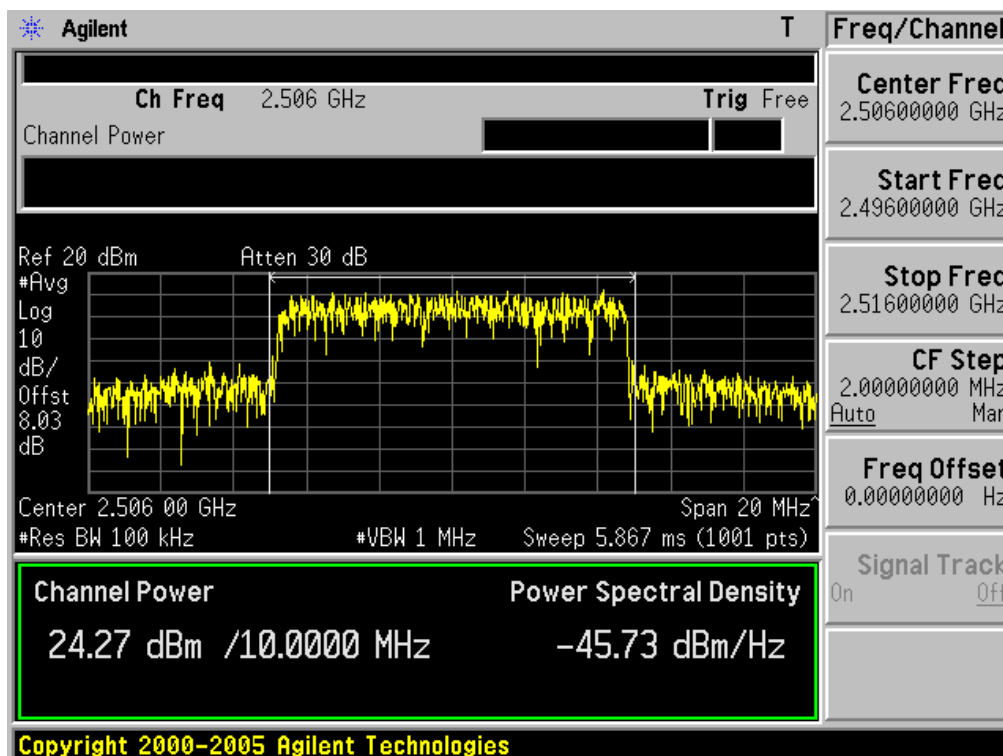 Agilent T Freq/Channel
Ch Freq 2.506 GHz Trig Free
Channel Power
Center Freq
2.50600000 GHz
Start Freq
2.49600000 GHz
Stop Freq
2.51600000 GHz
CF Step
2.00000000 MHz
Auto Man
Freq Offset
0.00000000 Hz
Signal Track
On Off
Ref 20 dBm Atten 30 dB
#Avg
Log
10
dB/
Offst
8.03
dB
Center 2.506 00 GHz Span 20 MHz^
#Res BW 100 kHz #VBW 1 MHz Sweep 5.867 ms (1001 pts)
Channel Power Power Spectral Density
24.27 dBm /10.0000 MHz -45.73 dBm/Hz
Copyright 2000-2005 Agilent Technologies